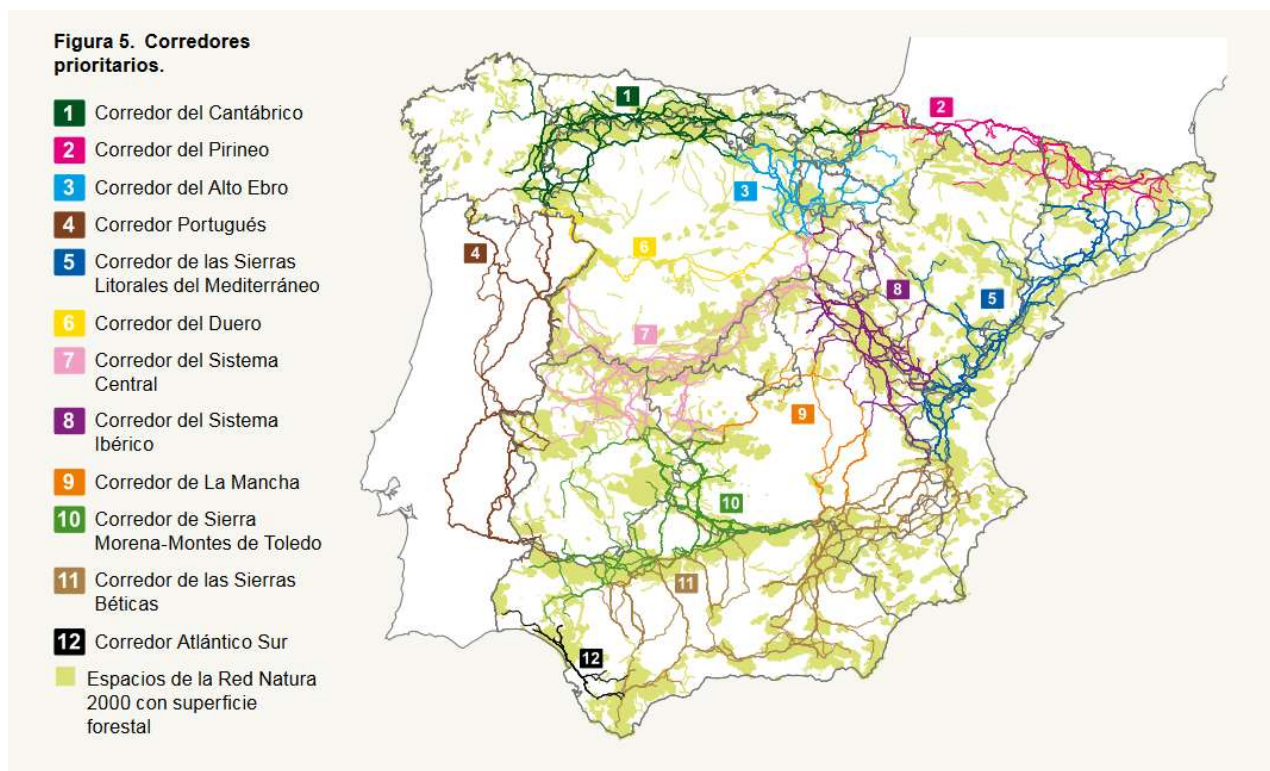 Figura 5. Corredores
prioritarios.
1 Corredor del Cantábrico
2 Corredor del Pirineo
3 Corredor del Alto Ebro
4 Corredor Portugués
5 Corredor de las Sierras
Litorales del Mediterráneo
6 Corredor del Duero
7 Corredor del Sistema
Central
8 Corredor del Sistema
Ibérico
9 Corredor de La Mancha
10 Corredor de Sierra
Morena-Montes de Toledo
11 Corredor de las Sierras
Béticas
12 Corredor Atlántico Sur
Espacios de la Red Natura
2000 con superficie
forestal
1
2
3
4
6
8
5
7
9
10
11
12